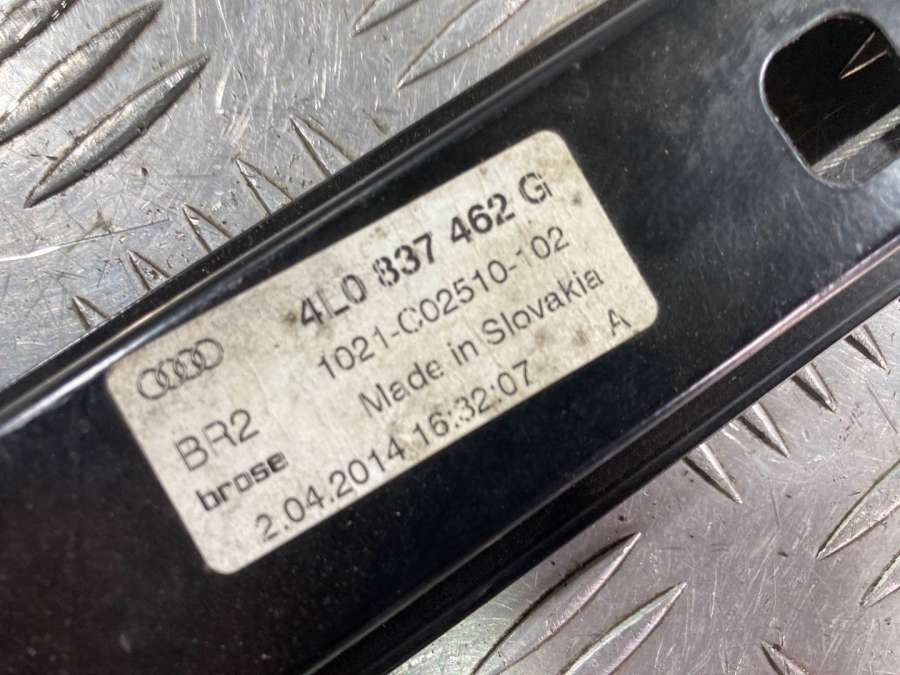 4L0 837 462 G
1021-C02510-102
Made in Slovakia
BR2
brose
2.04.2014 16:32:07
A